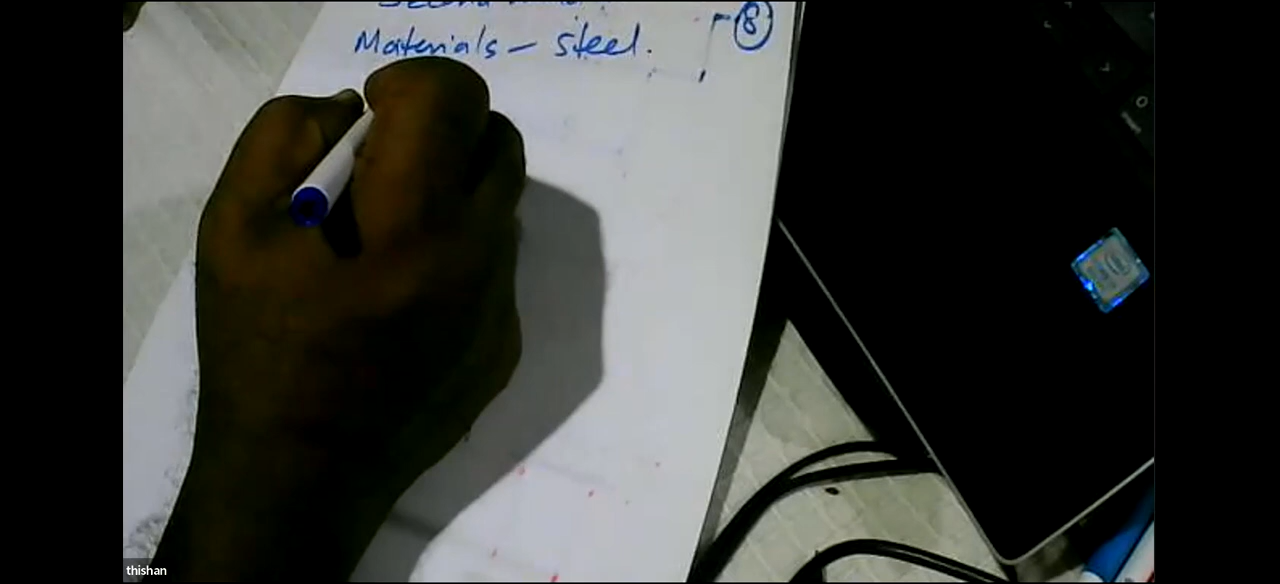 Materials – steel. ⑧
thishan